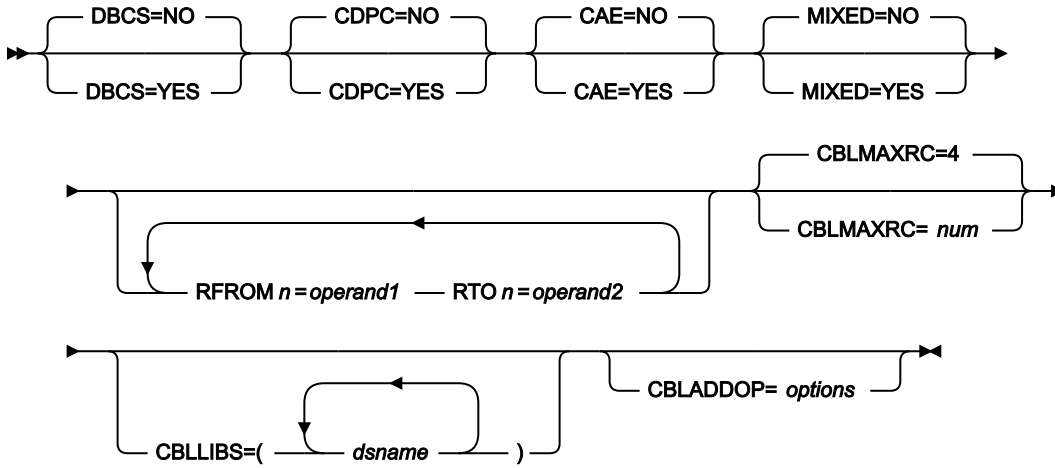 DBCS=NO CDPC=NO CAE=NO MIXED=NO
DBCS=YES CDPC=YES CAE=YES MIXED=YES
CBLMAXRC=4
CBLMAXRC= num
RFROM n=operand1 RTO n=operand2
CBLADDOP= options
CBLLIBS=( dsname )